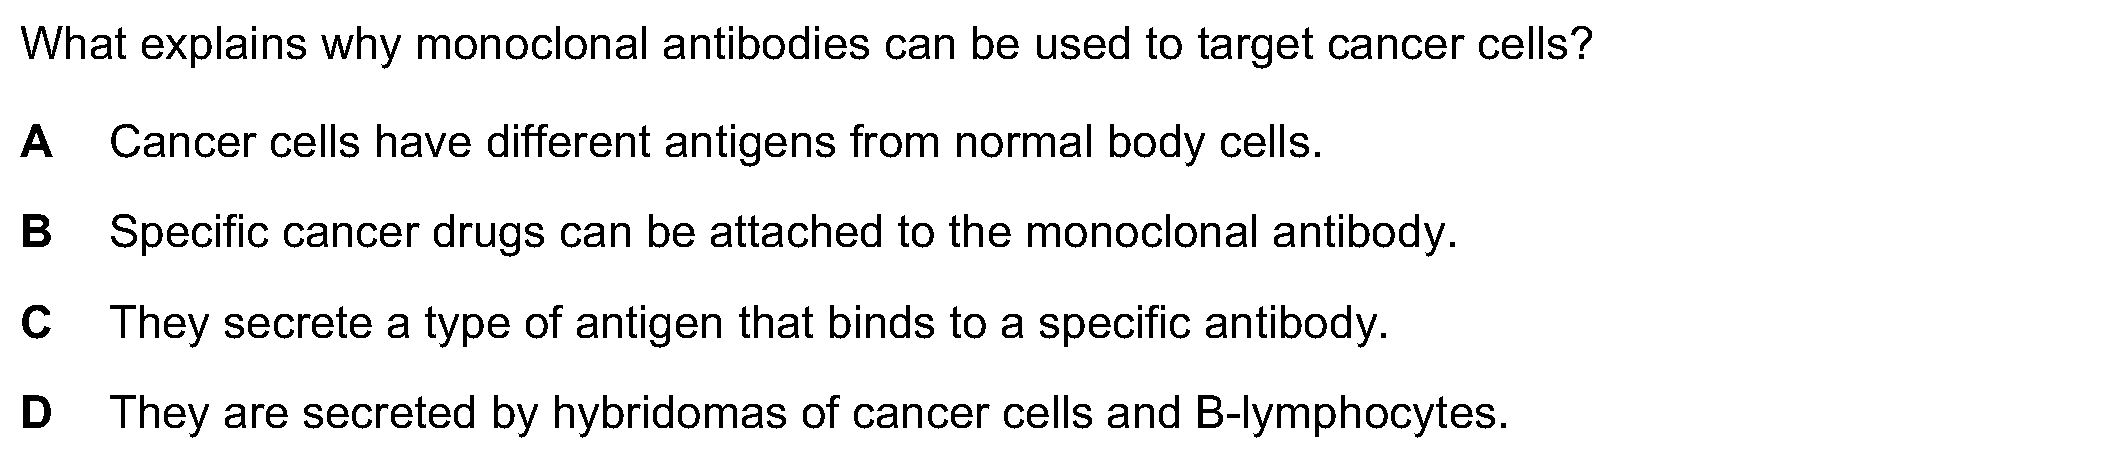 What explains why monoclonal antibodies can be used to target cancer cells?
A Cancer cells have different antigens from normal body cells.
B Specific cancer drugs can be attached to the monoclonal antibody.
C They secrete a type of antigen that binds to a specific antibody.
D They are secreted by hybridomas of cancer cells and B-lymphocytes.